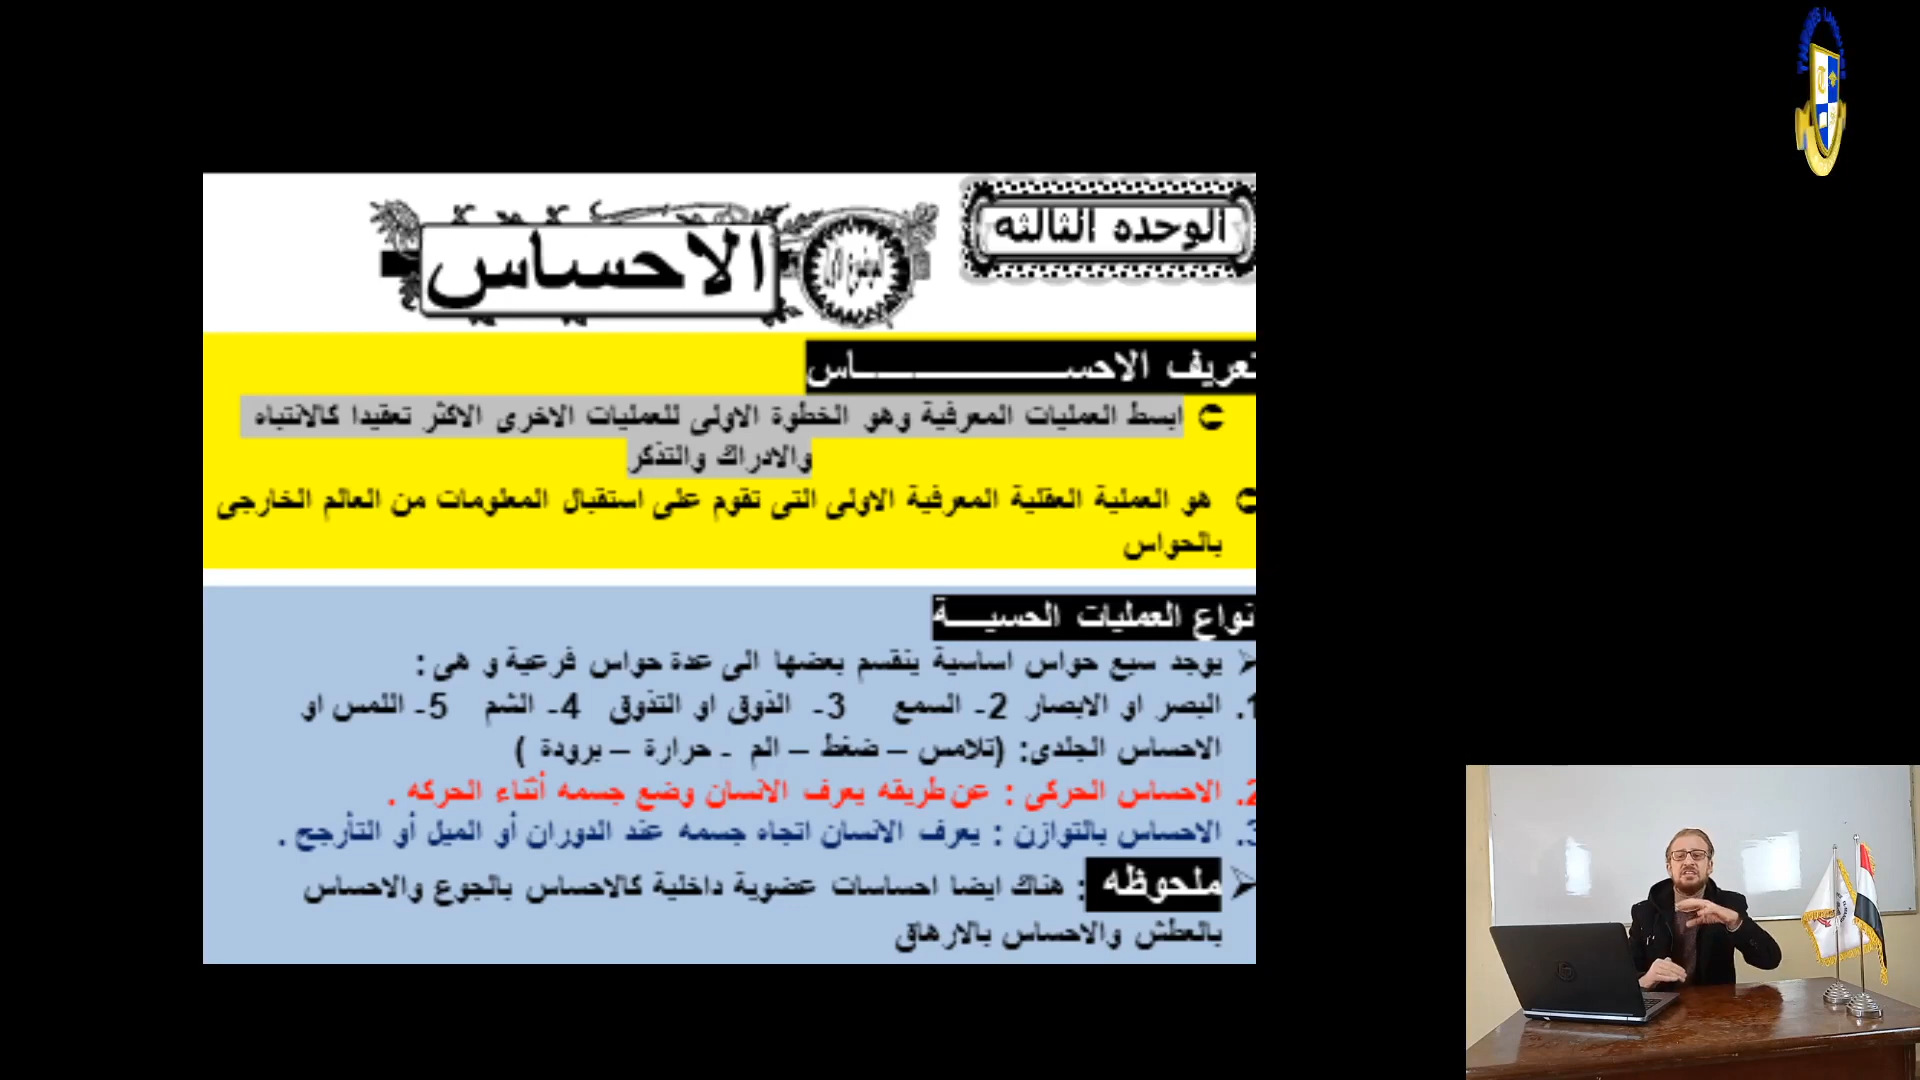 الوحده الثالثه
الاحساس
تعريف الاحســـــــــــــــاس
ابسط العمليات المعرفية وهو الخطوة الاولى للعمليات الاخرى الاكثر تعقيدا كالانتباه
والادراك والتذكر
هو العملية العقلية المعرفية الاولى التى تقوم على استقبال المعلومات من العالم الخارجى
بالحواس
نواع العمليات الحسيـــة
يوجد سبع حواس اساسية ينقسم بعضها الى عدة حواس فرعية و هى :
1. البصر او الابصار 2- السمع 3- الذوق او التذوق 4- الشم 5- اللمس او
الاحساس الجلدى: (تلامس – ضغط – الم - حرارة – برودة )
2. الاحساس الحركى : عن طريقه يعرف الانسان وضع جسمه أثناء الحركه .
3. الاحساس بالتوازن : يعرف الانسان اتجاه جسمه عند الدوران أو الميل أو التأرجح .
ملحوظه : هناك ايضا احساسات عضوية داخلية كالاحساس بالجوع والاحساس
بالعطش والاحساس بالارهاق